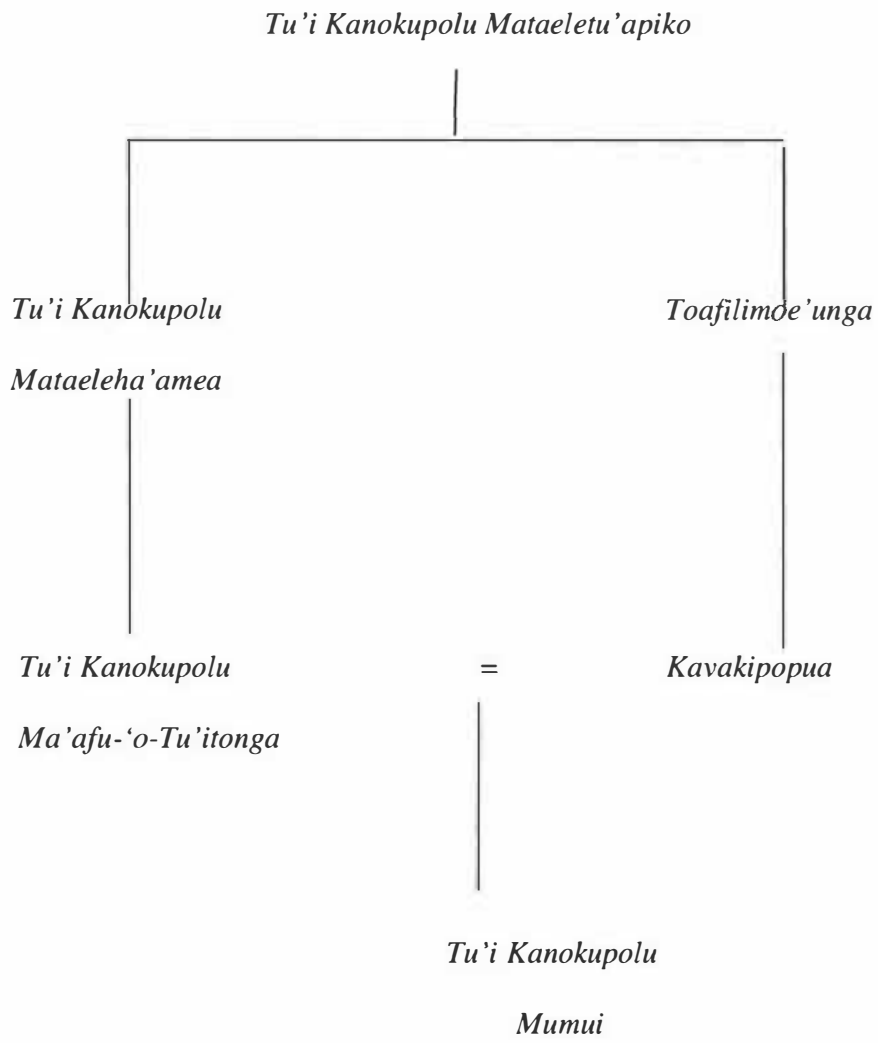 Tu'i Kanokupolu Mataeletu'apiko
Tu'i Kanokupolu
Mataeleha'amea
Toafilimoe'unga
Tu'i Kanokupolu
Ma'afu-‘o-Tu'itonga
=
Kavakipopua
Tu'i Kanokupolu
Mumui